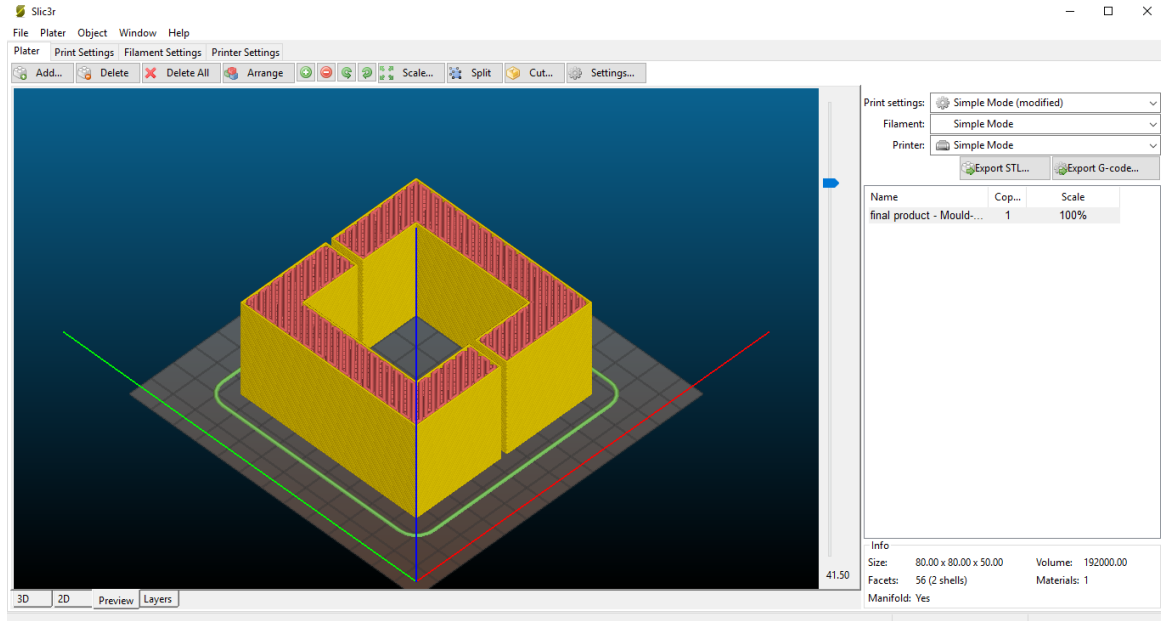 Slic3r
File Plater Object Window Help
Plater Print Settings Filament Settings Printer Settings
Add... Delete Delete All Arrange Scale... Split Cut... Settings...
Print settings: Simple Mode (modified)
Filament: Simple Mode
Printer: Simple Mode
Export STL... Export G-code...
Name Cop... Scale
final product - Mould-... 1 100%
Info
Size: 80.00 x 80.00 x 50.00 Volume: 192000.00
Facets: 56 (2 shells) Materials: 1
Manifold: Yes
41.50
3D 2D Preview Layers